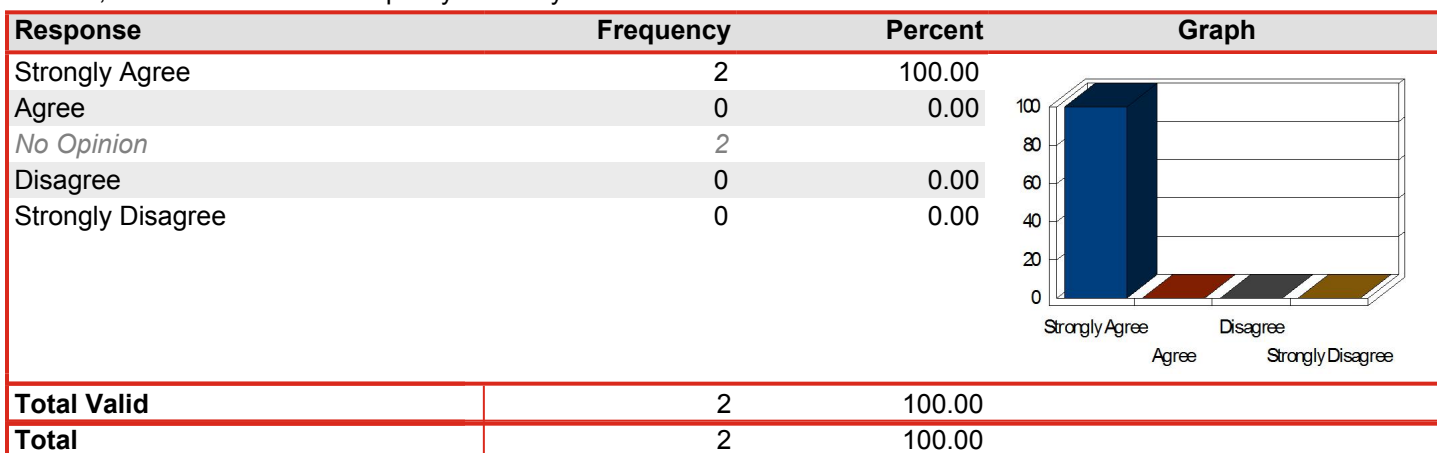 Response Frequency Percent Graph
Strongly Agree 2 100.00
Agree 0 0.00
No Opinion 2
Disagree 0 0.00
Strongly Disagree 0 0.00
100
80
60
40
20
0
Strongly Agree Disagree
Agree Strongly Disagree
Total Valid 2 100.00
Total 2 100.00